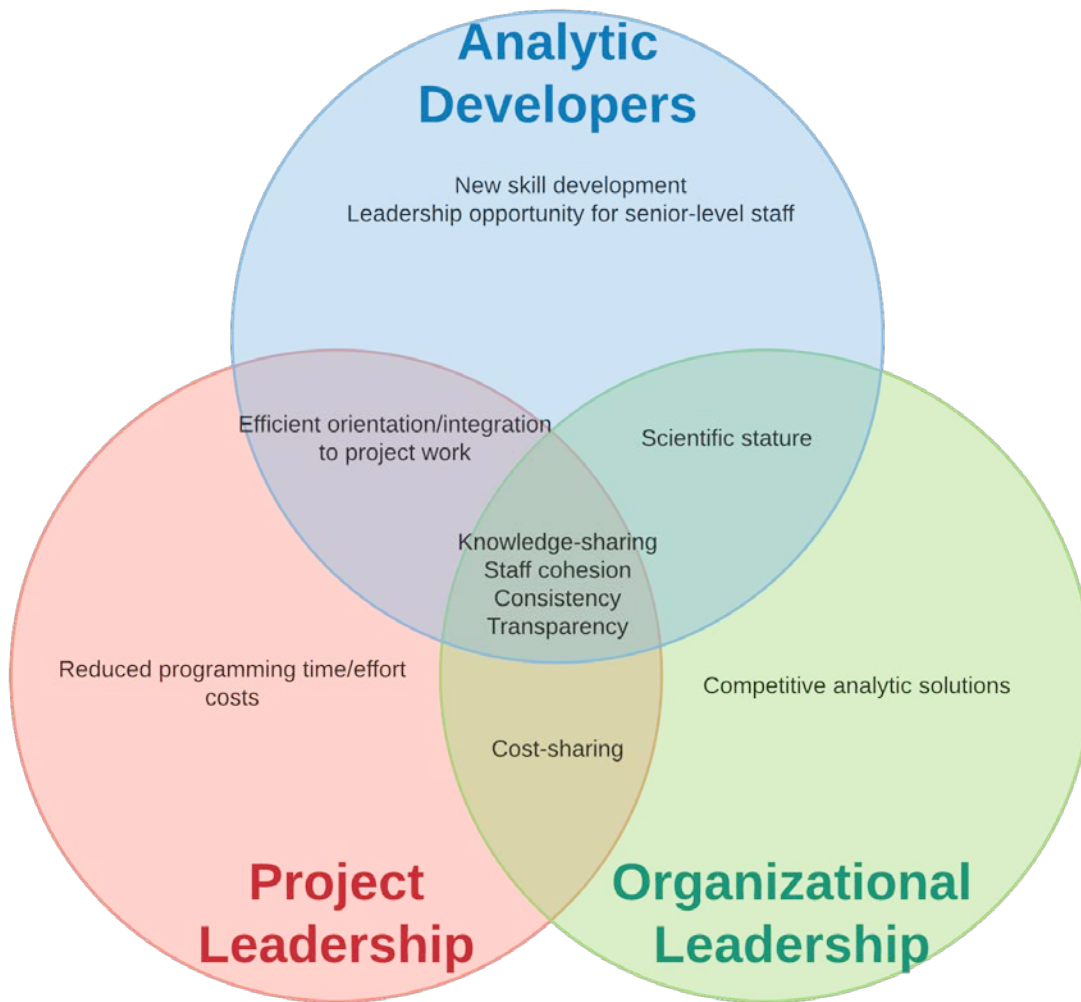 Analytic
Developers
New skill development
Leadership opportunity for senior-level staff
Efficient orientation/integration
to project work
Scientific stature
Knowledge-sharing
Staff cohesion
Consistency
Transparency
Reduced programming time/effort
costs
Competitive analytic solutions
Cost-sharing
Project
Leadership
Organizational
Leadership